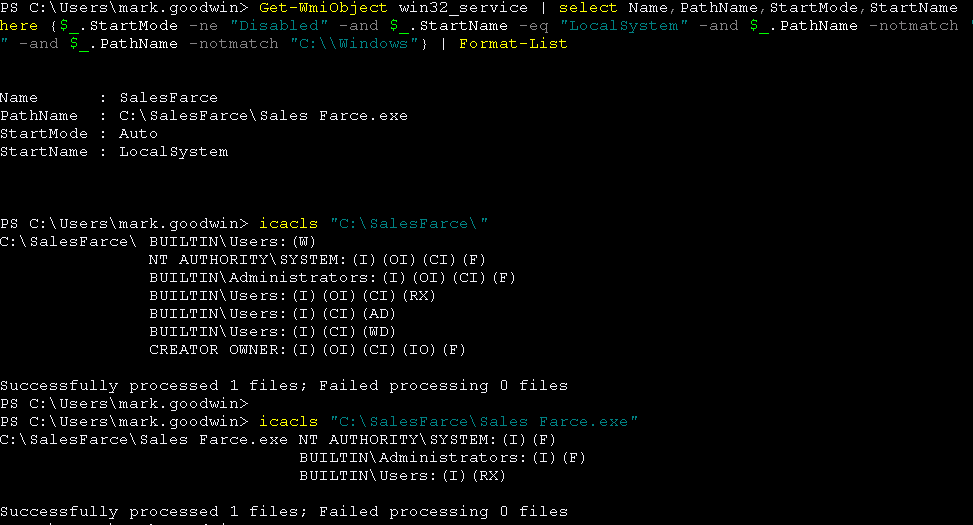 PS C:\Users\mark.goodwin> Get-WmiObject win32_service | select Name,PathName,StartMode,StartName
here {$_.StartMode -ne "Disabled" -and $_.StartName -eq "LocalSystem" -and $_.PathName -notmatch
" -and $_.PathName -notmatch "C:\\Windows"} | Format-List
Name      : SalesFarce
PathName  : C:\SalesFarce\Sales Farce.exe
StartMode : Auto
StartName : LocalSystem
PS C:\Users\mark.goodwin> icacls "C:\SalesFarce\"
C:\SalesFarce\ BUILTIN\Users:(W)
               NT AUTHORITY\SYSTEM:(I)(OI)(CI)(F)
               BUILTIN\Administrators:(I)(OI)(CI)(F)
               BUILTIN\Users:(I)(OI)(CI)(RX)
               BUILTIN\Users:(I)(CI)(AD)
               BUILTIN\Users:(I)(CI)(WD)
               CREATOR OWNER:(I)(OI)(CI)(IO)(F)
Successfully processed 1 files; Failed processing 0 files
PS C:\Users\mark.goodwin>
PS C:\Users\mark.goodwin> icacls "C:\SalesFarce\Sales Farce.exe"
C:\SalesFarce\Sales Farce.exe NT AUTHORITY\SYSTEM:(I)(F)
                              BUILTIN\Administrators:(I)(F)
                              BUILTIN\Users:(I)(RX)
Successfully processed 1 files; Failed processing 0 files